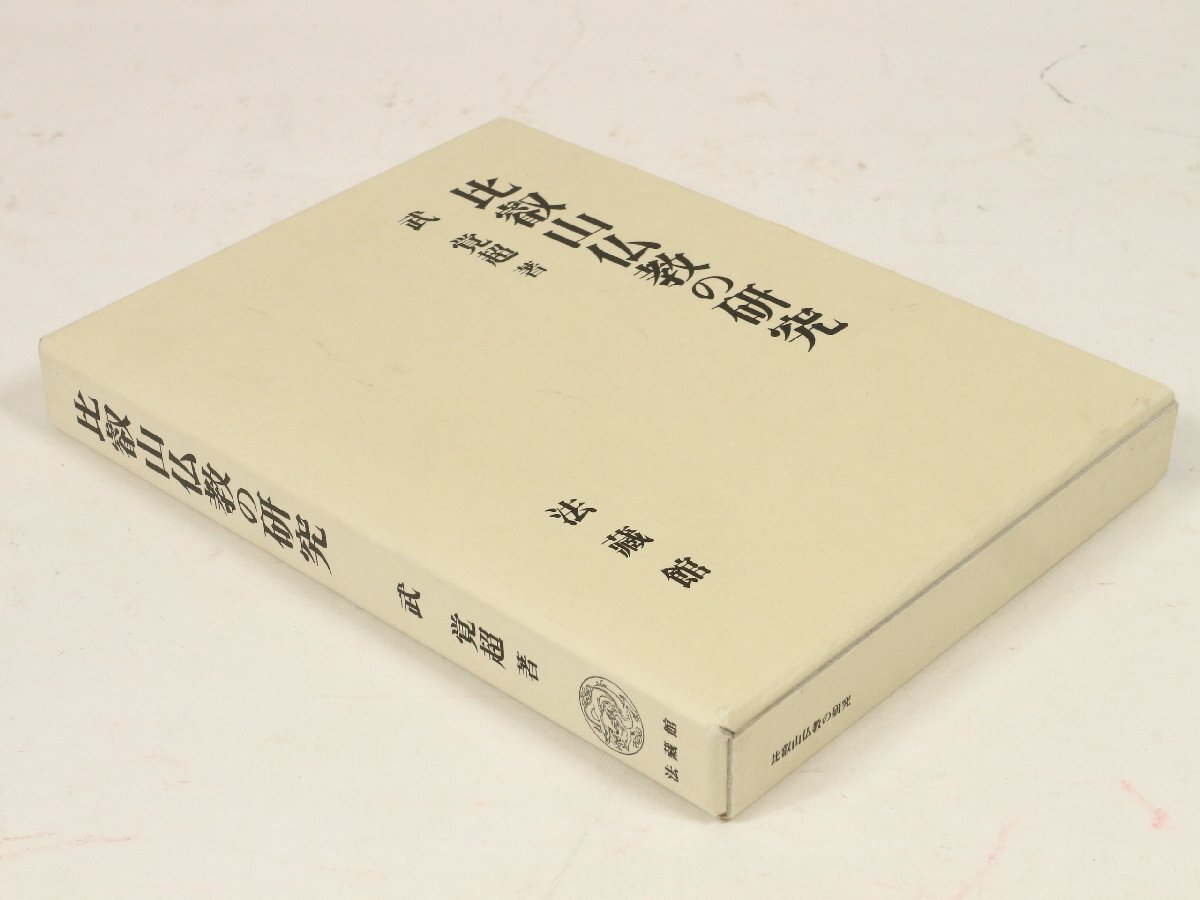 比叡山仏教の研究
武 覚超 著
法藏館
比叡山仏教の研究
武 覚超 著
法藏館
比叡山仏教の研究